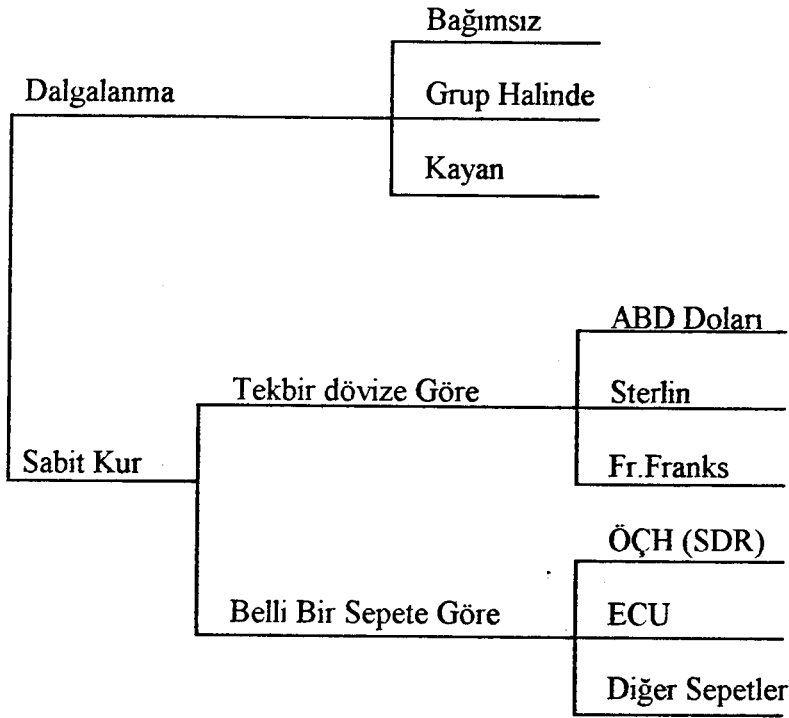 Bağımsız
Dalgalanma
Grup Halinde
Kayan
ABD Doları
Tekbir dövize Göre
Sterlin
Sabit Kur
Fr.Franks
ÖÇH (SDR)
Belli Bir Sepete Göre
ECU
Diğer Sepetler